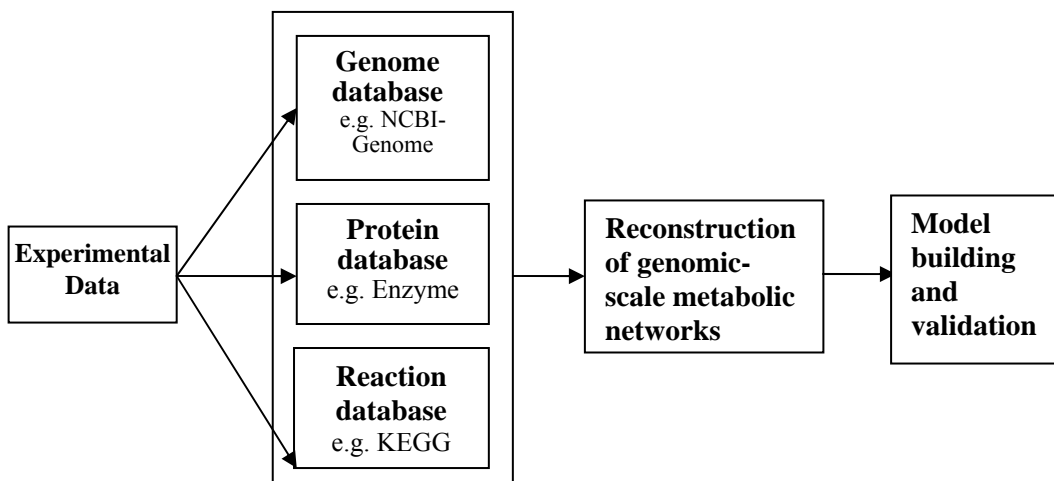 Experimental
Data
Genome
database
e.g. NCBI-
Genome
Protein
database
e.g. Enzyme
Reaction
database
e.g. KEGG
Reconstruction
of genomic-
scale metabolic
networks
Model
building
and
validation